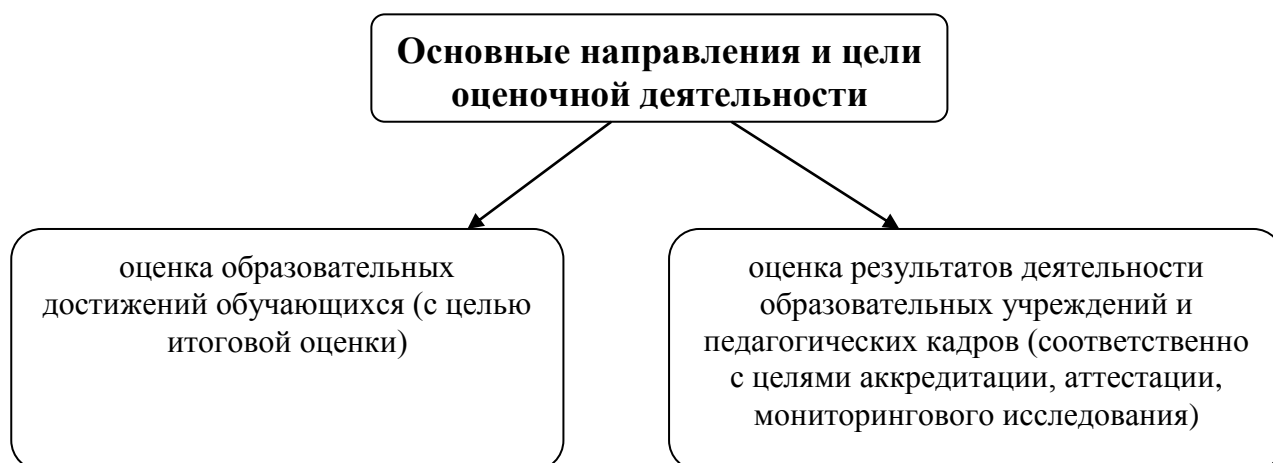 Основные направления и цели
оценочной деятельности
оценка образовательных
достижений обучающихся (с целью
итоговой оценки)
оценка результатов деятельности
образовательных учреждений и
педагогических кадров (соответственно
с целями аккредитации, аттестации,
мониторингового исследования)